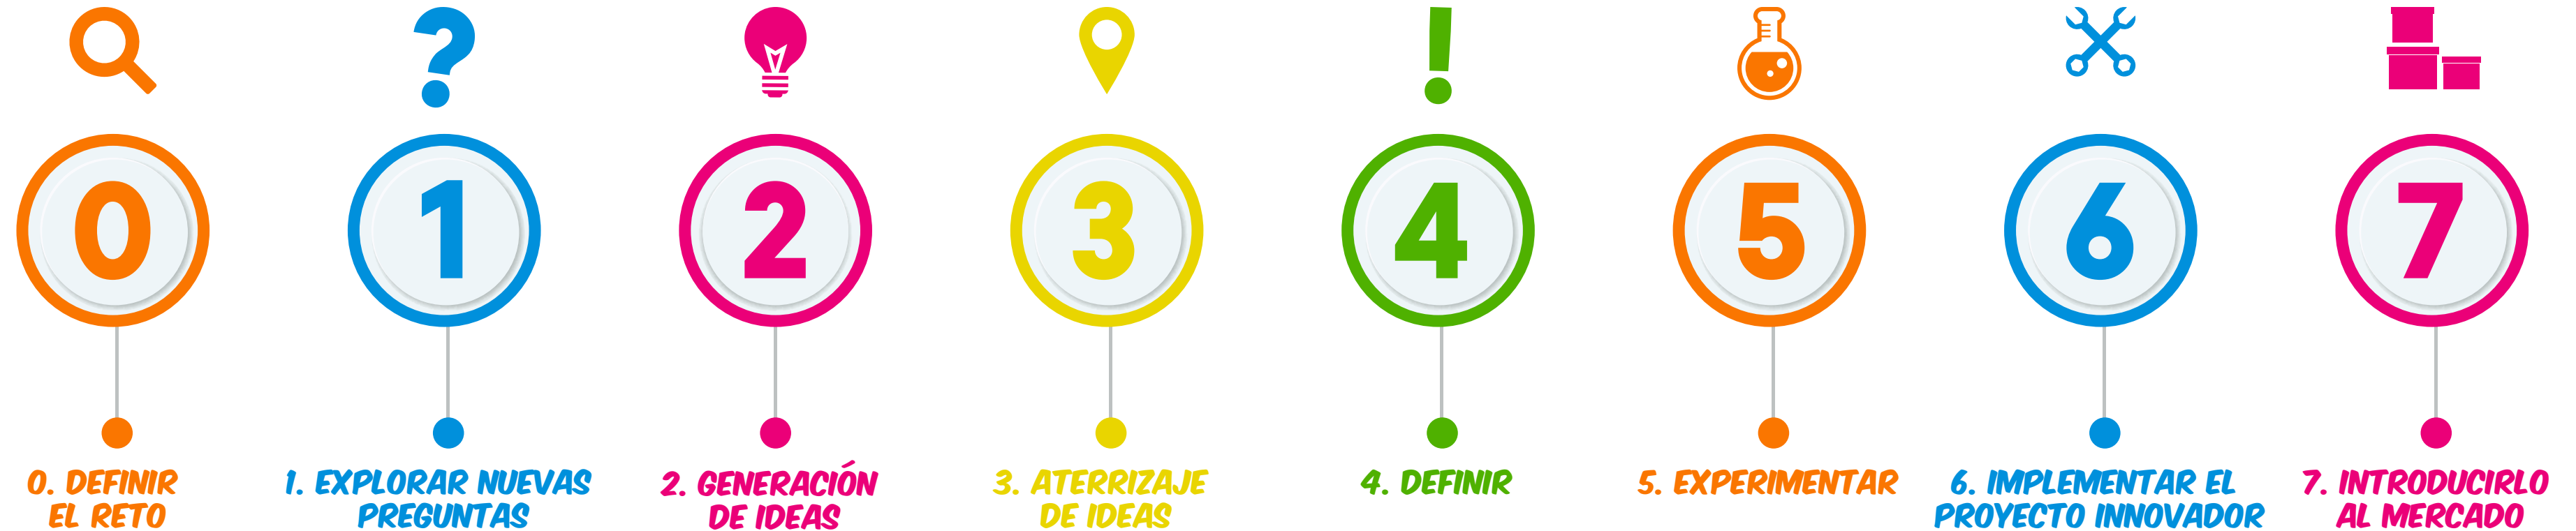 ?
!
0
1
2
3
4
5
6
7
0. DEFINIR
EL RETO
1. EXPLORAR NUEVAS
PREGUNTAS
2. GENERACIÓN
DE IDEAS
3. ATERRIZAJE
DE IDEAS
4. DEFINIR
5. EXPERIMENTAR
6. IMPLEMENTAR EL
PROYECTO INNOVADOR
7. INTRODUCIRLO
AL MERCADO